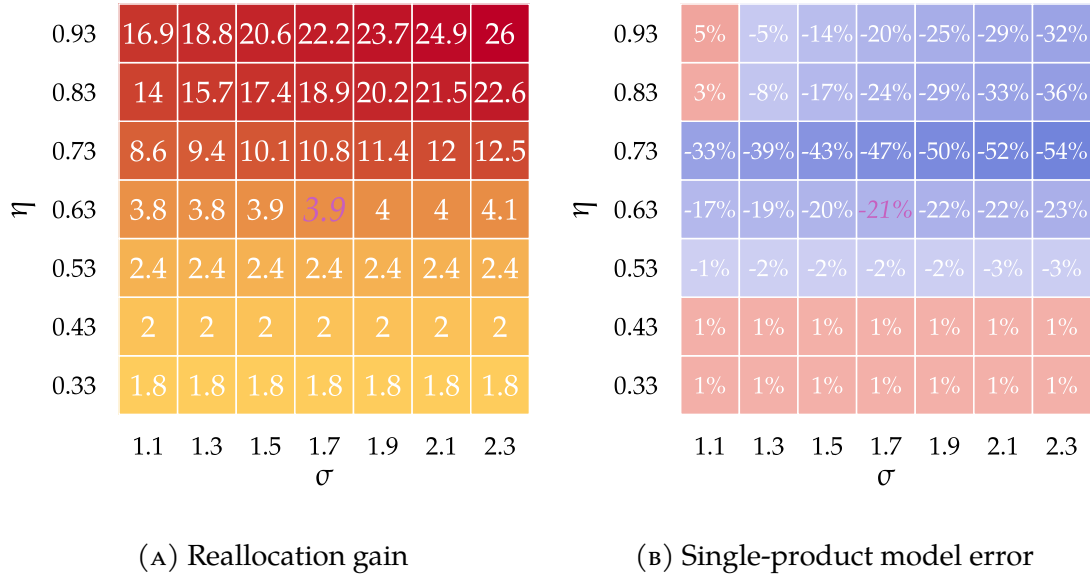 0.93 16.9 18.8 20.6 22.2 23.7 24.9 26
0.83 14 15.7 17.4 18.9 20.2 21.5 22.6
0.73 8.6 9.4 10.1 10.8 11.4 12 12.5
η 0.63 3.8 3.8 3.9 3.9 4 4 4.1
0.53 2.4 2.4 2.4 2.4 2.4 2.4 2.4
0.43 2 2 2 2 2 2 2
0.33 1.8 1.8 1.8 1.8 1.8 1.8 1.8
1.1 1.3 1.5 1.7 1.9 2.1 2.3
σ
(A) Reallocation gain
0.93 5% -5% -14% -20% -25% -29% -32%
0.83 3% -8% -17% -24% -29% -33% -36%
0.73 -33% -39% -43% -47% -50% -52% -54%
η 0.63 -17% -19% -20% -21% -22% -22% -23%
0.53 -1% -2% -2% -2% -2% -3% -3%
0.43 1% 1% 1% 1% 1% 1% 1%
0.33 1% 1% 1% 1% 1% 1% 1%
1.1 1.3 1.5 1.7 1.9 2.1 2.3
σ
(B) Single-product model error